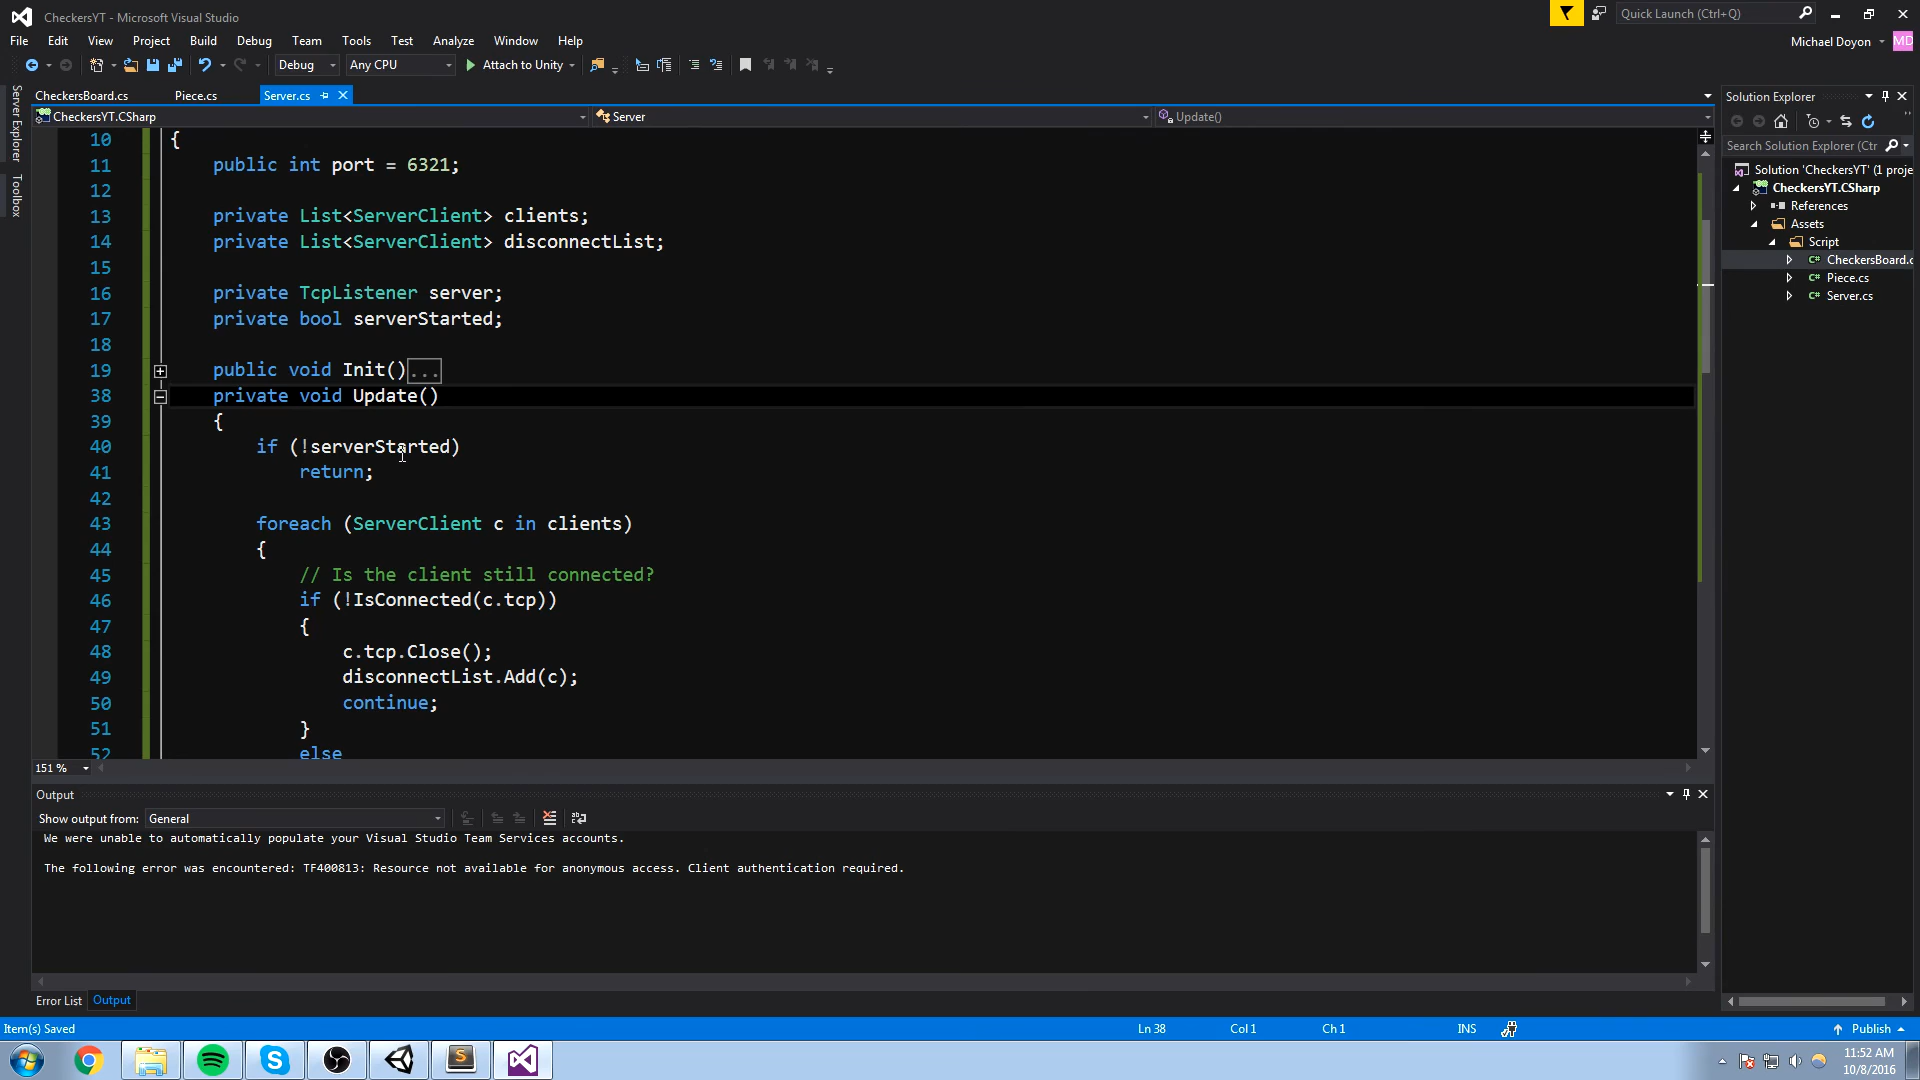 CheckersYT - Microsoft Visual Studio
Quick Launch (Ctrl+Q)
File Edit View Project Build Debug Team Tools Test Analyze Window Help
Michael Doyon MD
Debug Any CPU Attach to Unity
Server Explorer
Toolbox
CheckersBoard.cs Piece.cs Server.cs
CheckersYT.CSharp Server Update()
10 {
11 public int port = 6321;
12
13 private List<ServerClient> clients;
14 private List<ServerClient> disconnectList;
15
16 private TcpListener server;
17 private bool serverStarted;
18
19 public void Init()...
38 private void Update()
39 {
40 if (!serverStarted)
41 return;
42
43 foreach (ServerClient c in clients)
44 {
45 // Is the client still connected?
46 if (!IsConnected(c.tcp))
47 {
48 c.tcp.Close();
49 disconnectList.Add(c);
50 continue;
51 }
52 else
151 %
Solution Explorer
Search Solution Explorer (Ctr
Solution 'CheckersYT' (1 proje
CheckersYT.CSharp
References
Assets
Script
C# CheckersBoard.c
C# Piece.cs
C# Server.cs
Output
Show output from: General
We were unable to automatically populate your Visual Studio Team Services accounts.
The following error was encountered: TF400813: Resource not available for anonymous access. Client authentication required.
Error List Output
Item(s) Saved Ln 38 Col 1 Ch 1 INS Publish
11:52 AM
10/8/2016